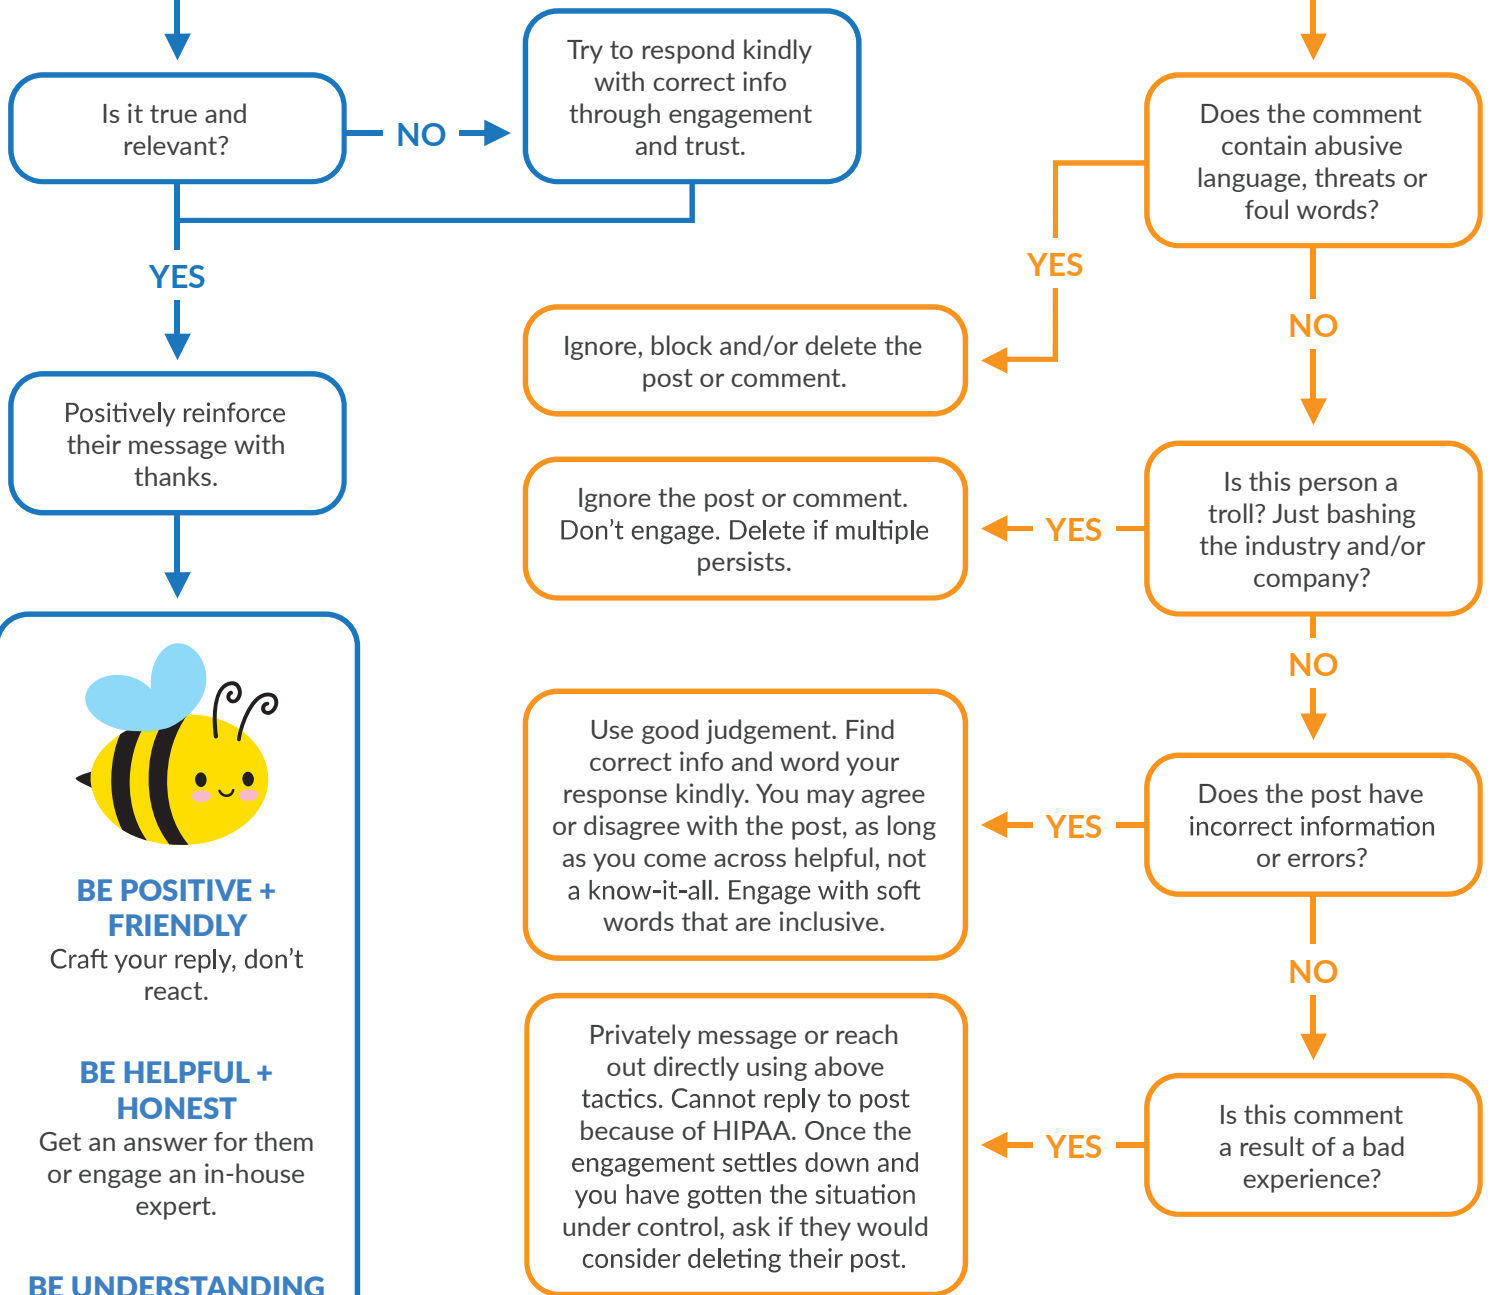 Is it true and
relevant?
NO
Try to respond kindly
with correct info
through engagement
and trust.
YES
Positively reinforce
their message with
thanks.
BE POSITIVE +
FRIENDLY
Craft your reply, don't
react.
BE HELPFUL +
HONEST
Get an answer for them
or engage an in-house
expert.
BE UNDERSTANDING
Does the comment
contain abusive
language, threats or
foul words?
YES
Ignore, block and/or delete the
post or comment.
NO
Is this person a
troll? Just bashing
the industry and/or
company?
YES
Ignore the post or comment.
Don't engage. Delete if multiple
persists.
NO
Does the post have
incorrect information
or errors?
YES
Use good judgement. Find
correct info and word your
response kindly. You may agree
or disagree with the post, as long
as you come across helpful, not
a know-it-all. Engage with soft
words that are inclusive.
NO
Is this comment
a result of a bad
experience?
YES
Privately message or reach
out directly using above
tactics. Cannot reply to post
because of HIPAA. Once the
engagement settles down and
you have gotten the situation
under control, ask if they would
consider deleting their post.